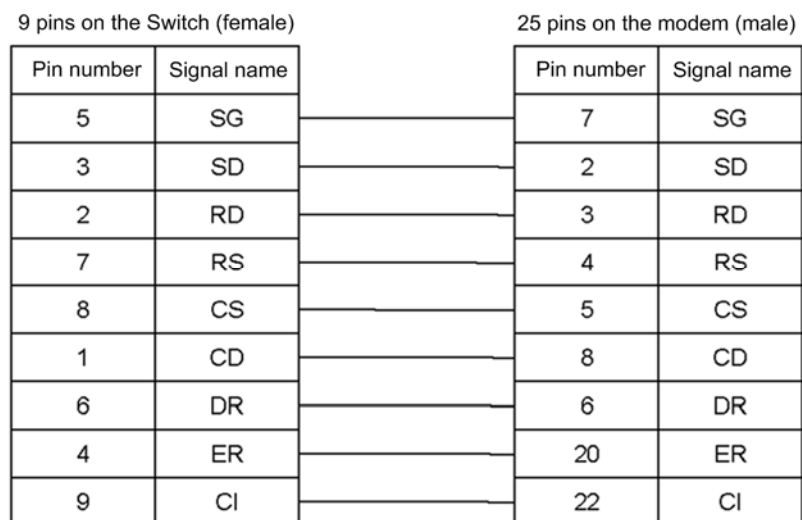 9 pins on the Switch (female) 25 pins on the modem (male)
Pin number Signal name Pin number Signal name
5 SG 7 SG
3 SD 2 SD
2 RD 3 RD
7 RS 4 RS
8 CS 5 CS
1 CD 8 CD
6 DR 6 DR
4 ER 20 ER
9 CI 22 CI